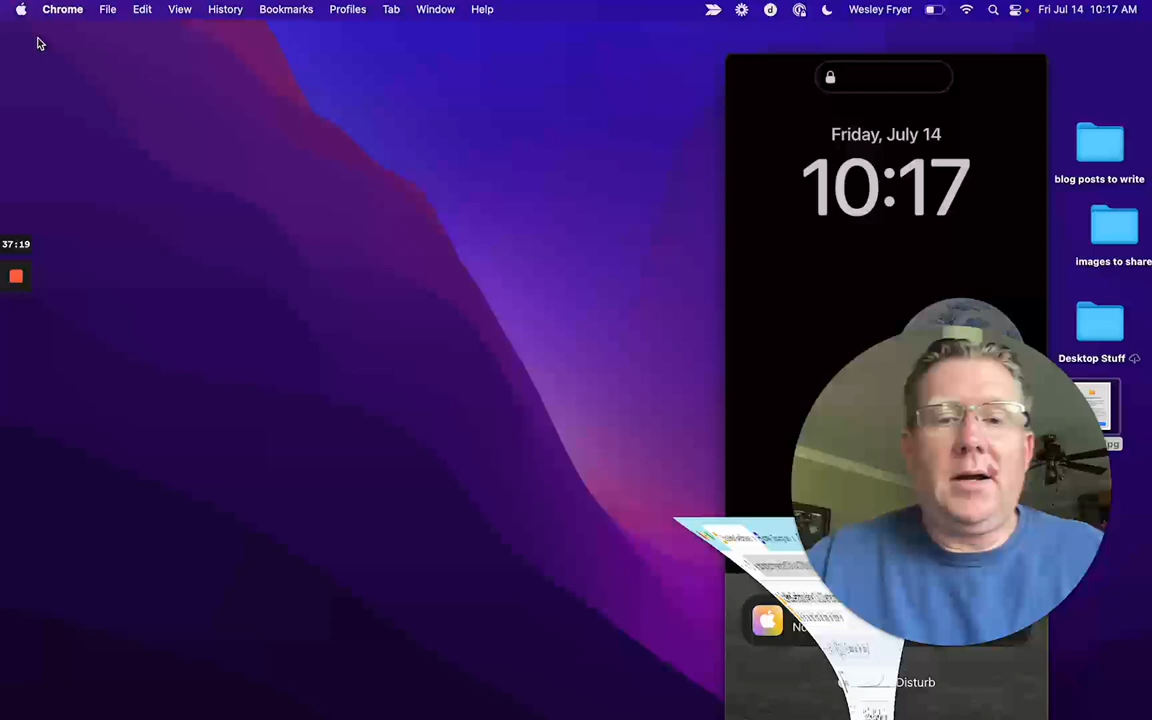 Chrome File Edit View History Bookmarks Profiles Tab Window Help Wesley Fryer Fri Jul 14 10:17 AM
Friday, July 14
10:17
blog posts to write
37:19
images to share
Desktop Stuff
pg
Disturb